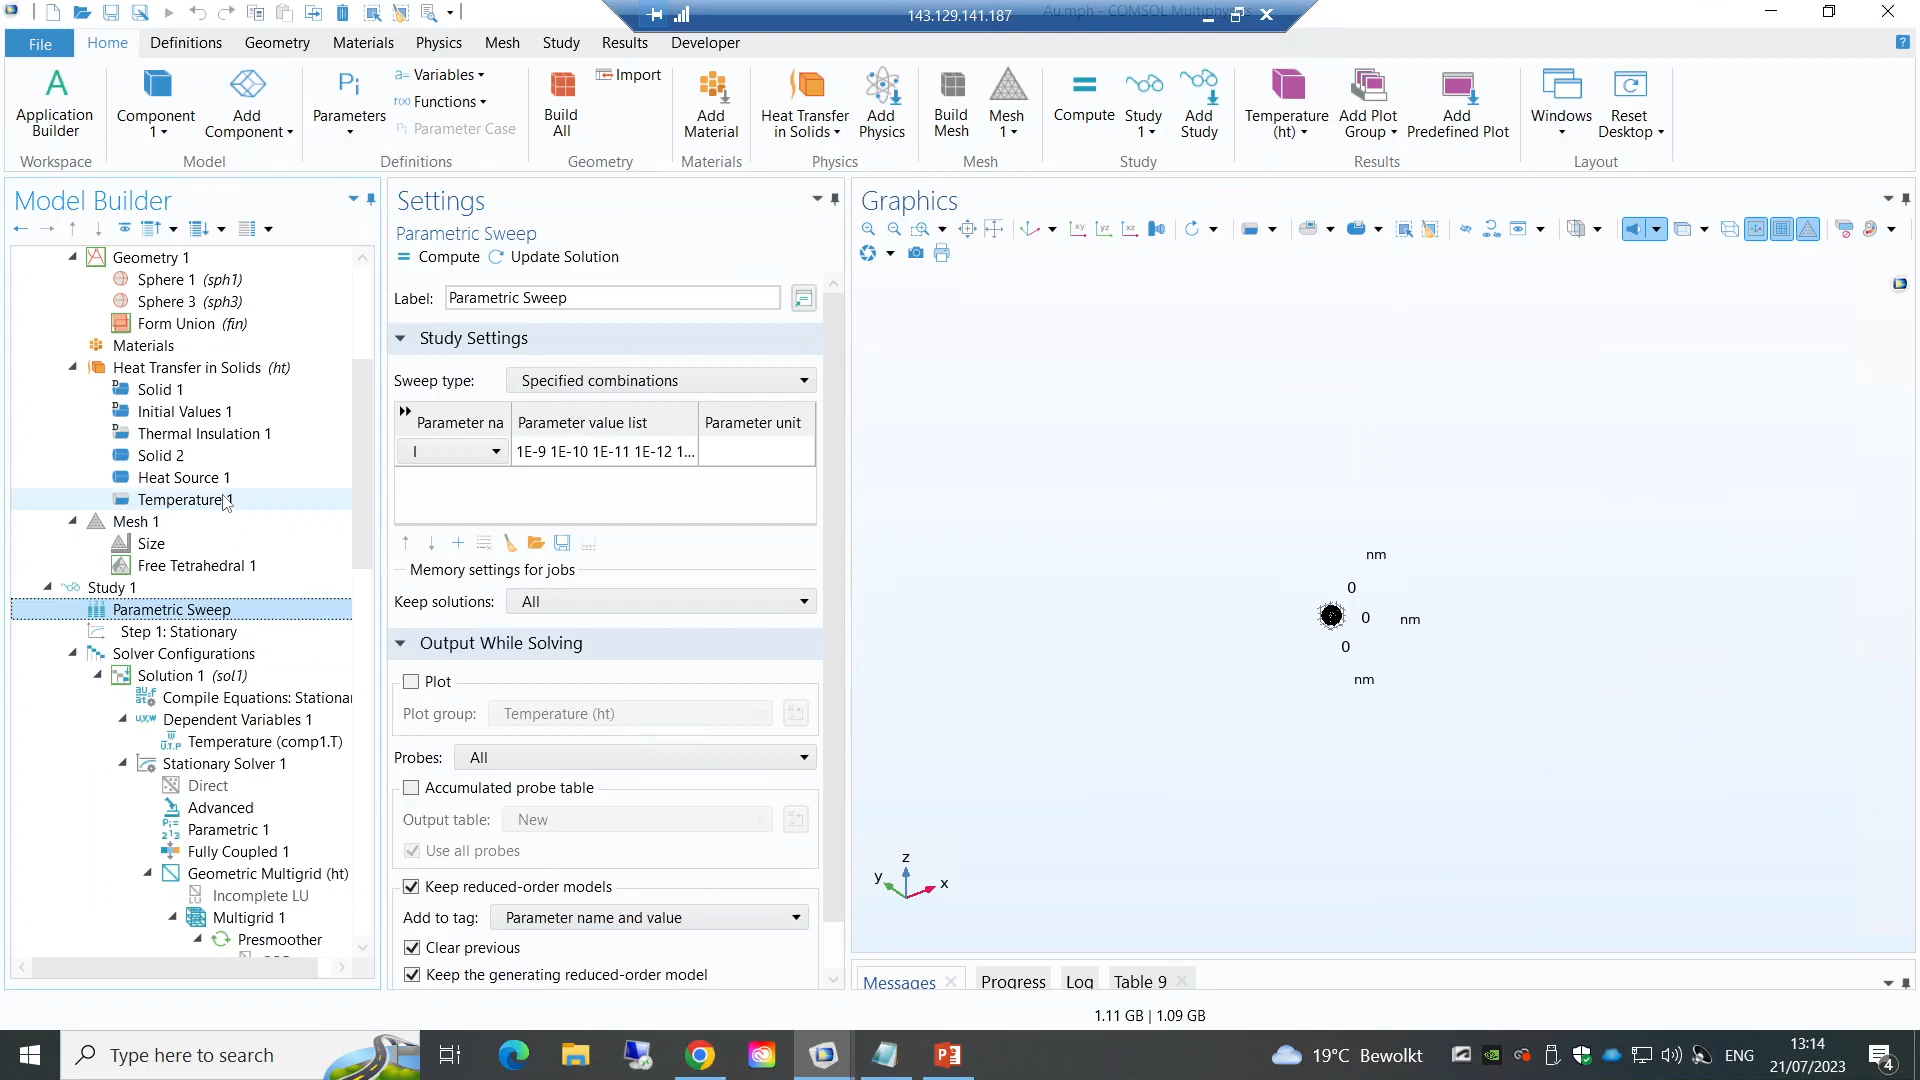 143.129.141.187
Au.mph - COMSOL Multiphysics
File
Home
Definitions
Geometry
Materials
Physics
Mesh
Study
Results
Developer
Application Builder
Workspace
Component 1
Add Component
Model
Pi
Parameters
a= Variables
f(x) Functions
Pi Parameter Case
Definitions
Build All
Import
Geometry
Add Material
Materials
Heat Transfer in Solids
Add Physics
Physics
Build Mesh
Mesh 1
Mesh
Compute
Study 1
Add Study
Study
Temperature (ht)
Add Plot Group
Add Predefined Plot
Results
Windows
Reset Desktop
Layout
Model Builder
Geometry 1
Sphere 1 (sph1)
Sphere 3 (sph3)
Form Union (fin)
Materials
Heat Transfer in Solids (ht)
Solid 1
Initial Values 1
Thermal Insulation 1
Solid 2
Heat Source 1
Temperature 1
Mesh 1
Size
Free Tetrahedral 1
Study 1
Parametric Sweep
Step 1: Stationary
Solver Configurations
Solution 1 (sol1)
Compile Equations: Stationar
Dependent Variables 1
Temperature (comp1.T)
Stationary Solver 1
Direct
Advanced
Parametric 1
Fully Coupled 1
Geometric Multigrid (ht)
Incomplete LU
Multigrid 1
Presmoother
Settings
Parametric Sweep
= Compute
Update Solution
Label: Parametric Sweep
Study Settings
Sweep type: Specified combinations
Parameter na
Parameter value list
Parameter unit
I
1E-9 1E-10 1E-11 1E-12 1...
Memory settings for jobs
Keep solutions: All
Output While Solving
Plot
Plot group: Temperature (ht)
Probes: All
Accumulated probe table
Output table: New
Use all probes
Keep reduced-order models
Add to tag: Parameter name and value
Clear previous
Keep the generating reduced-order model
Graphics
xy
yz
xz
nm
0
0
nm
0
nm
z
y
x
Messages
Progress
Log
Table 9
1.11 GB | 1.09 GB
Type here to search
19°C Bewolkt
ENG
13:14
21/07/2023
4